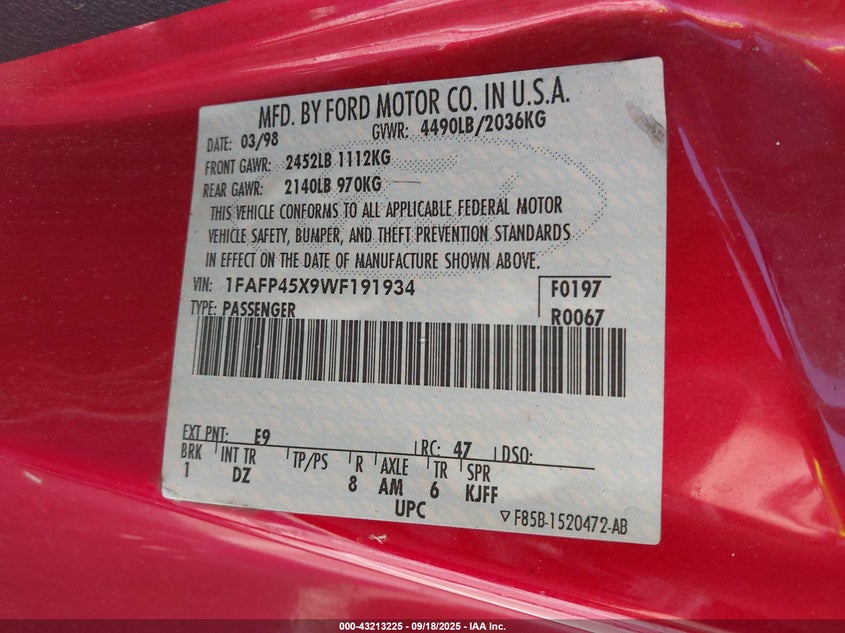 MFD. BY FORD MOTOR CO. IN U.S.A.
DATE: 03/98 GVWR: 4490LB/2036KG
FRONT GAWR: 2452LB 1112KG
REAR GAWR: 2140LB 970KG
THIS VEHICLE CONFORMS TO ALL APPLICABLE FEDERAL MOTOR
VEHICLE SAFETY, BUMPER, AND THEFT PREVENTION STANDARDS
IN EFFECT ON THE DATE OF MANUFACTURE SHOWN ABOVE.
VIN: 1FAFP45X9WF191934 F0197
TYPE: PASSENGER R0067
EXT PNT: E9 RC: 47 DSO:
BRK INT TR TP/PS R AXLE TR SPR
1 DZ 8 AM 6 KJFF
UPC
▽F85B-1520472-AB
000-43213225 - 09/18/2025 - IAA Inc.